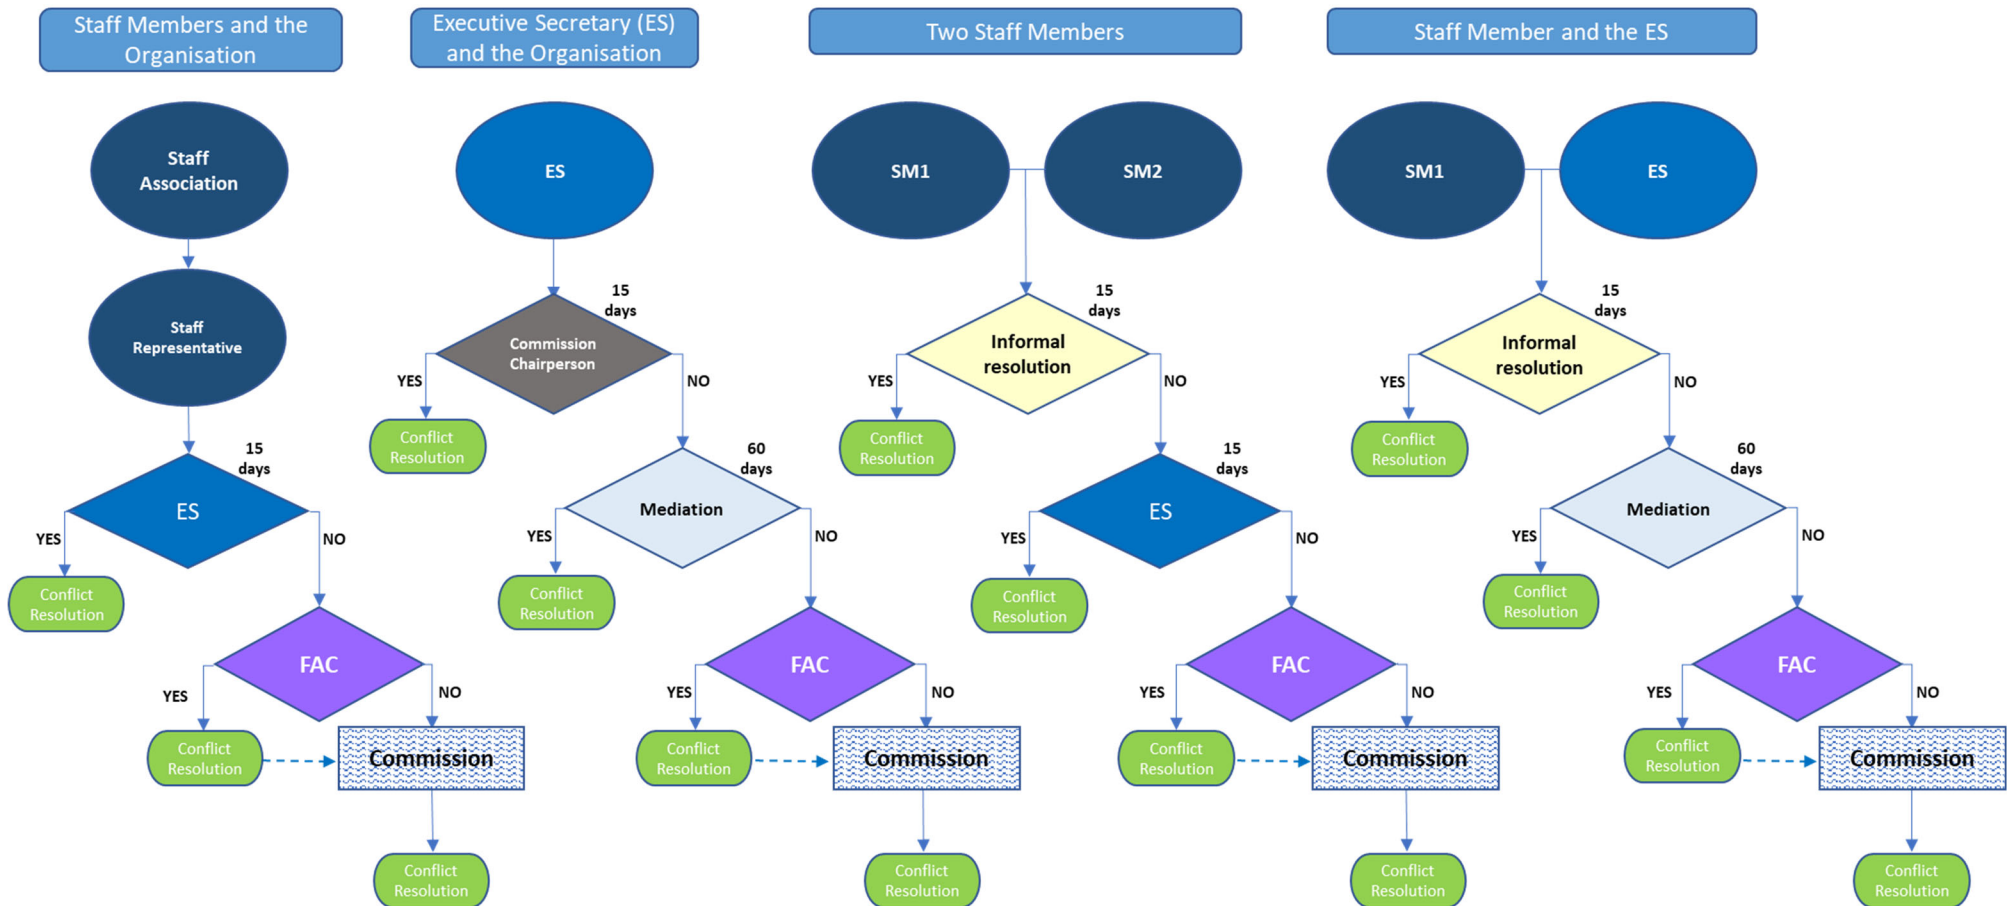 Staff Members and the
Organisation
Staff
Association
Staff
Representative
15
days
ES
YES
NO
Conflict
Resolution
FAC
YES
NO
Conflict
Resolution
Commission
Conflict
Resolution
Executive Secretary (ES)
and the Organisation
ES
15
days
Commission
Chairperson
YES
NO
Conflict
Resolution
60
days
Mediation
YES
NO
Conflict
Resolution
FAC
YES
NO
Conflict
Resolution
Commission
Conflict
Resolution
Two Staff Members
SM1
SM2
15
days
Informal
resolution
YES
NO
Conflict
Resolution
15
days
ES
YES
NO
Conflict
Resolution
FAC
YES
NO
Conflict
Resolution
Commission
Conflict
Resolution
Staff Member and the ES
SM1
ES
15
days
Informal
resolution
YES
NO
Conflict
Resolution
60
days
Mediation
YES
NO
Conflict
Resolution
FAC
YES
NO
Conflict
Resolution
Commission
Conflict
Resolution